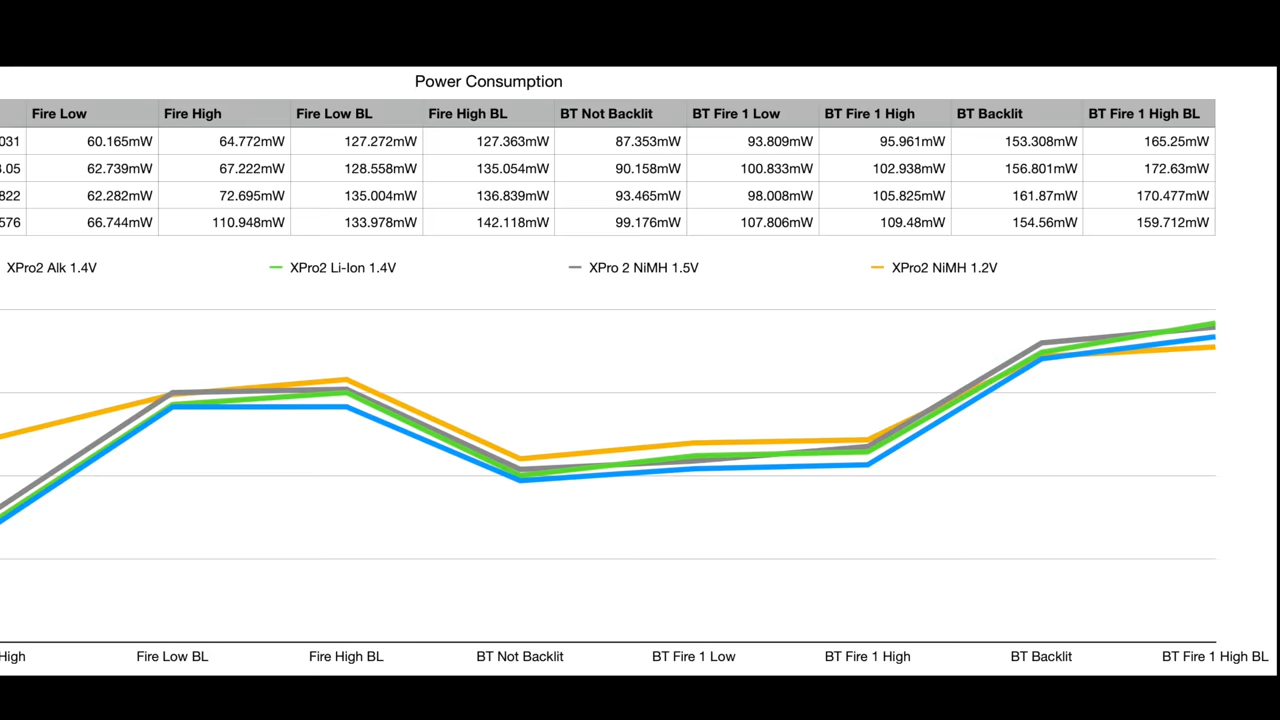 Power Consumption
Fire Low Fire High Fire Low BL Fire High BL BT Not Backlit BT Fire 1 Low BT Fire 1 High BT Backlit BT Fire 1 High BL
031 60.165mW 64.772mW 127.272mW 127.363mW 87.353mW 93.809mW 95.961mW 153.308mW 165.25mW
.05 62.739mW 67.222mW 128.558mW 135.054mW 90.158mW 100.833mW 102.938mW 156.801mW 172.63mW
822 62.282mW 72.695mW 135.004mW 136.839mW 93.465mW 98.008mW 105.825mW 161.87mW 170.477mW
576 66.744mW 110.948mW 133.978mW 142.118mW 99.176mW 107.806mW 109.48mW 154.56mW 159.712mW
XPro2 Alk 1.4V XPro2 Li-Ion 1.4V XPro 2 NiMH 1.5V XPro2 NiMH 1.2V
High Fire Low BL Fire High BL BT Not Backlit BT Fire 1 Low BT Fire 1 High BT Backlit BT Fire 1 High BL